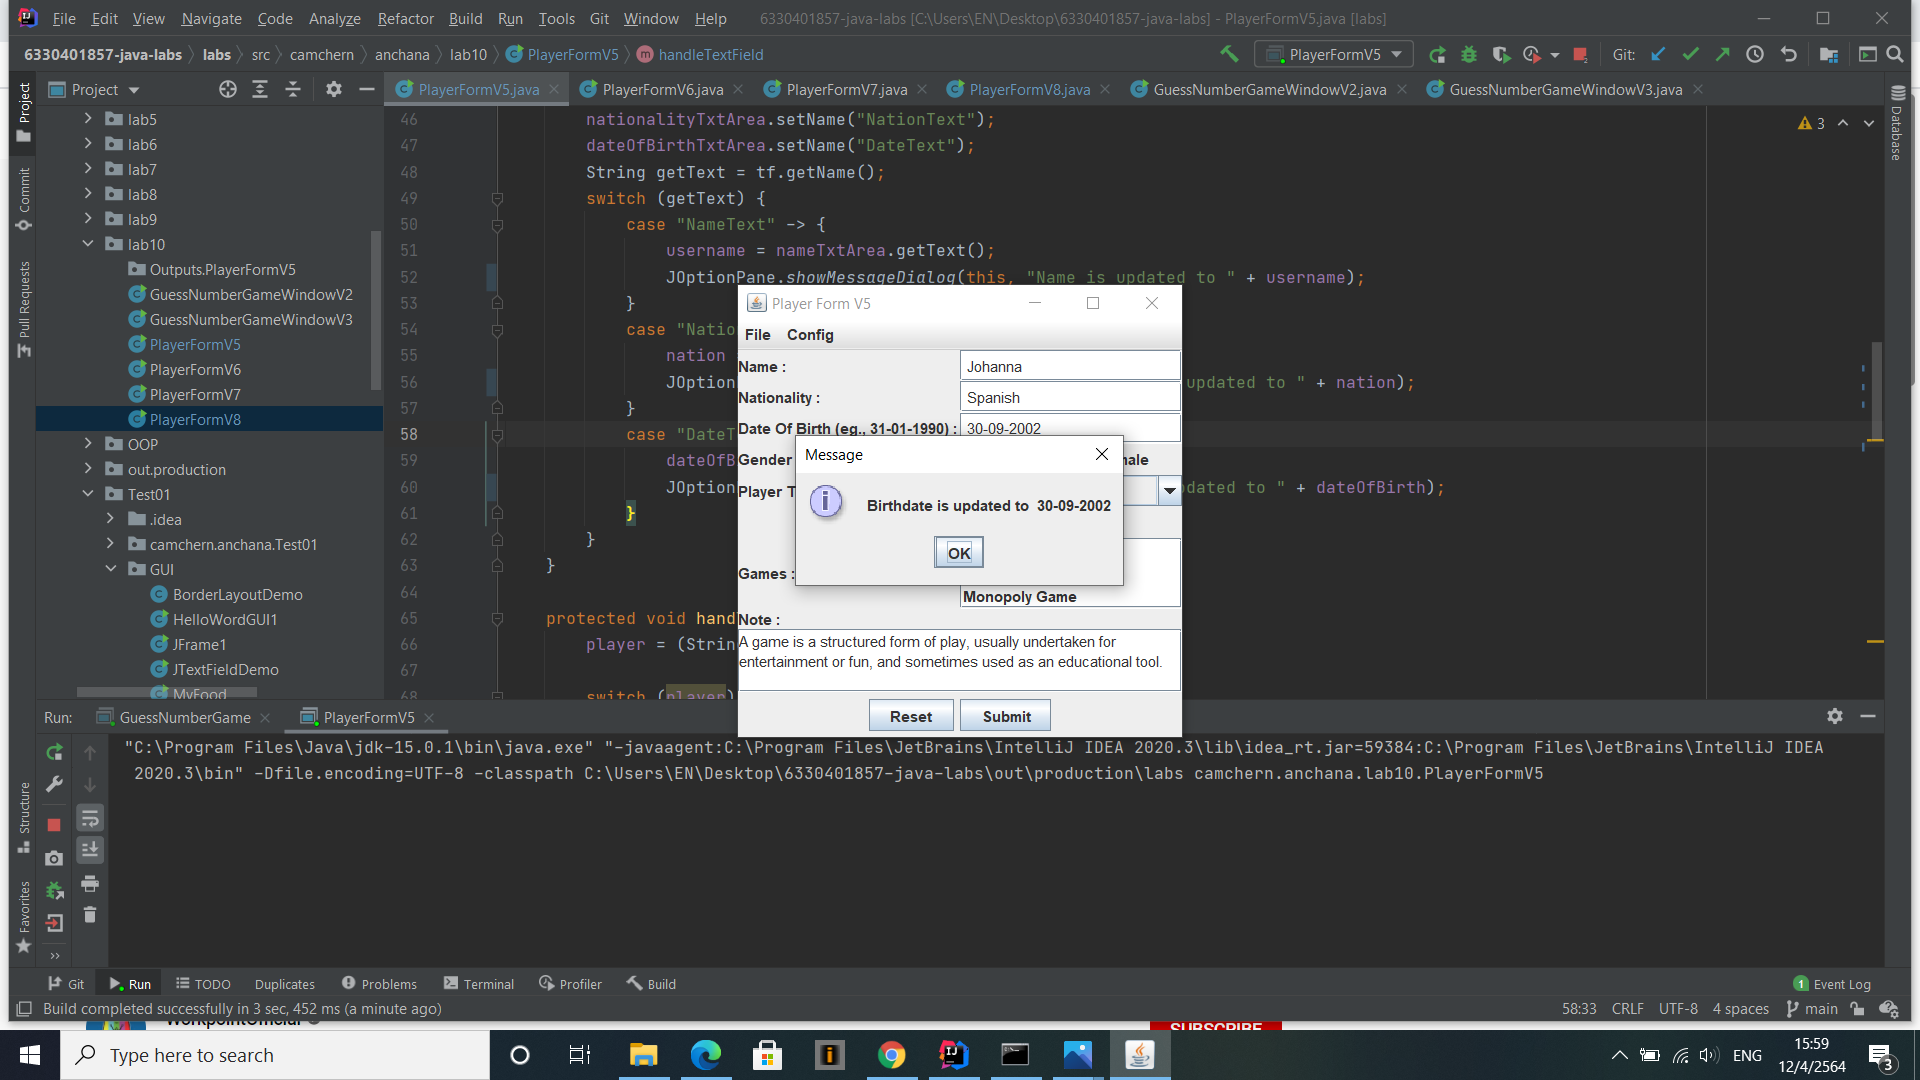 File Edit View Navigate Code Analyze Refactor Build Run Tools Git Window Help 6330401857-java-labs [C:\Users\EN\Desktop\6330401857-java-labs] - PlayerFormV5.java [labs]
6330401857-java-labs labs src camchern anchana lab10 PlayerFormV5 handleTextField PlayerFormV5 Git:
Project PlayerFormV5.java PlayerFormV6.java PlayerFormV7.java PlayerFormV8.java GuessNumberGameWindowV2.java GuessNumberGameWindowV3.java
Project
Commit
Pull Requests
Structure
Favorites
Database
lab5
lab6
lab7
lab8
lab9
lab10
Outputs.PlayerFormV5
GuessNumberGameWindowV2
GuessNumberGameWindowV3
PlayerFormV5
PlayerFormV6
PlayerFormV7
PlayerFormV8
OOP
out.production
Test01
.idea
camchern.anchana.Test01
GUI
BorderLayoutDemo
HelloWordGUI1
JFrame1
JTextFieldDemo
MyFood
3
46 nationalityTxtArea.setName("NationText");
47 dateOfBirthTxtArea.setName("DateText");
48 String getText = tf.getName();
49 switch (getText) {
50 case "NameText" -> {
51 username = nameTxtArea.getText();
52 JOptionPane.showMessageDialog(this, "Name is updated to " + username);
53 }
54 case "Natio
55 nation
56 JOption updated to " + nation);
57 }
58 case "DateT
59 dateOfB
60 JOption dated to " + dateOfBirth);
61 }
62 }
63 }
64
65 protected void hand
66 player = (Strin
67
68 switch (player)
Player Form V5
File Config
Name : Johanna
Nationality : Spanish
Date Of Birth (eg., 31-01-1990) : 30-09-2002
Gender male
Player T
Games :
Monopoly Game
Note :
A game is a structured form of play, usually undertaken for
entertainment or fun, and sometimes used as an educational tool.
Reset Submit
Message
Birthdate is updated to 30-09-2002
OK
Run: GuessNumberGame PlayerFormV5
"C:\Program Files\Java\jdk-15.0.1\bin\java.exe" "-javaagent:C:\Program Files\JetBrains\IntelliJ IDEA 2020.3\lib\idea_rt.jar=59384:C:\Program Files\JetBrains\IntelliJ IDEA
2020.3\bin" -Dfile.encoding=UTF-8 -classpath C:\Users\EN\Desktop\6330401857-java-labs\out\production\labs camchern.anchana.lab10.PlayerFormV5
Git Run TODO Duplicates Problems Terminal Profiler Build 1 Event Log
Build completed successfully in 3 sec, 452 ms (a minute ago) 58:33 CRLF UTF-8 4 spaces main
WorkpointOfficial SUBSCRIBE
Type here to search ENG 15:59
12/4/2564 3